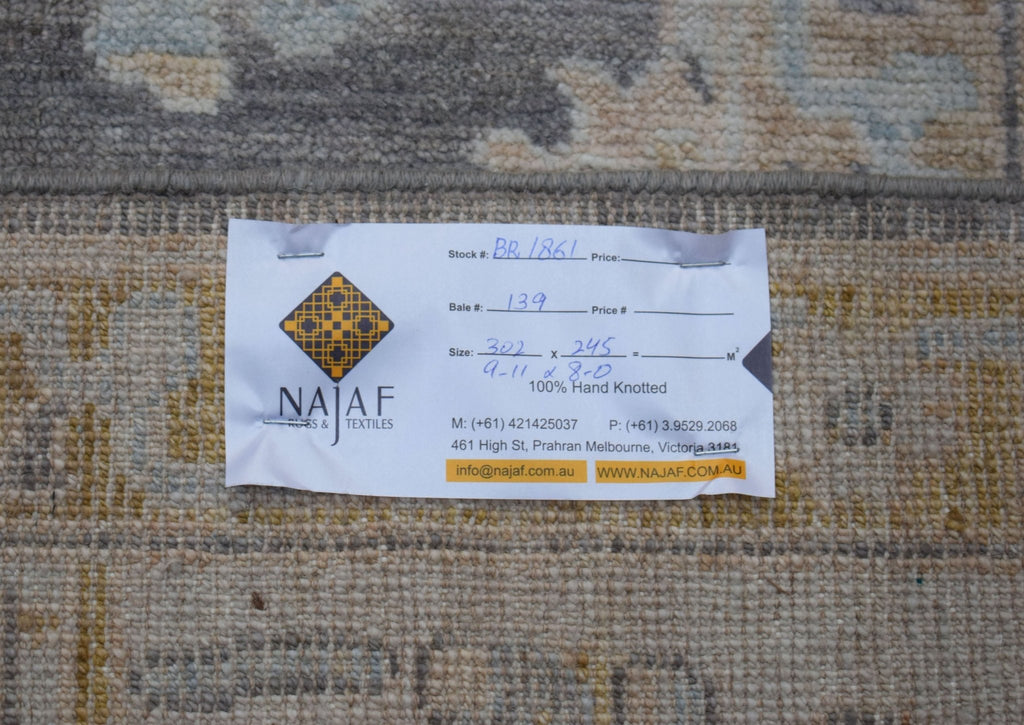 Stock #: BR 1861 Price:
Bale #: 139 Price #
Size: 302 X 245 = M²
9-11 x 8-0
100% Hand Knotted
NAJAF
RUGS & TEXTILES
M: (+61) 421425037 P: (+61) 3.9529.2068
461 High St, Prahran Melbourne, Victoria 3181
info@najaf.com.au WWW.NAJAF.COM.AU